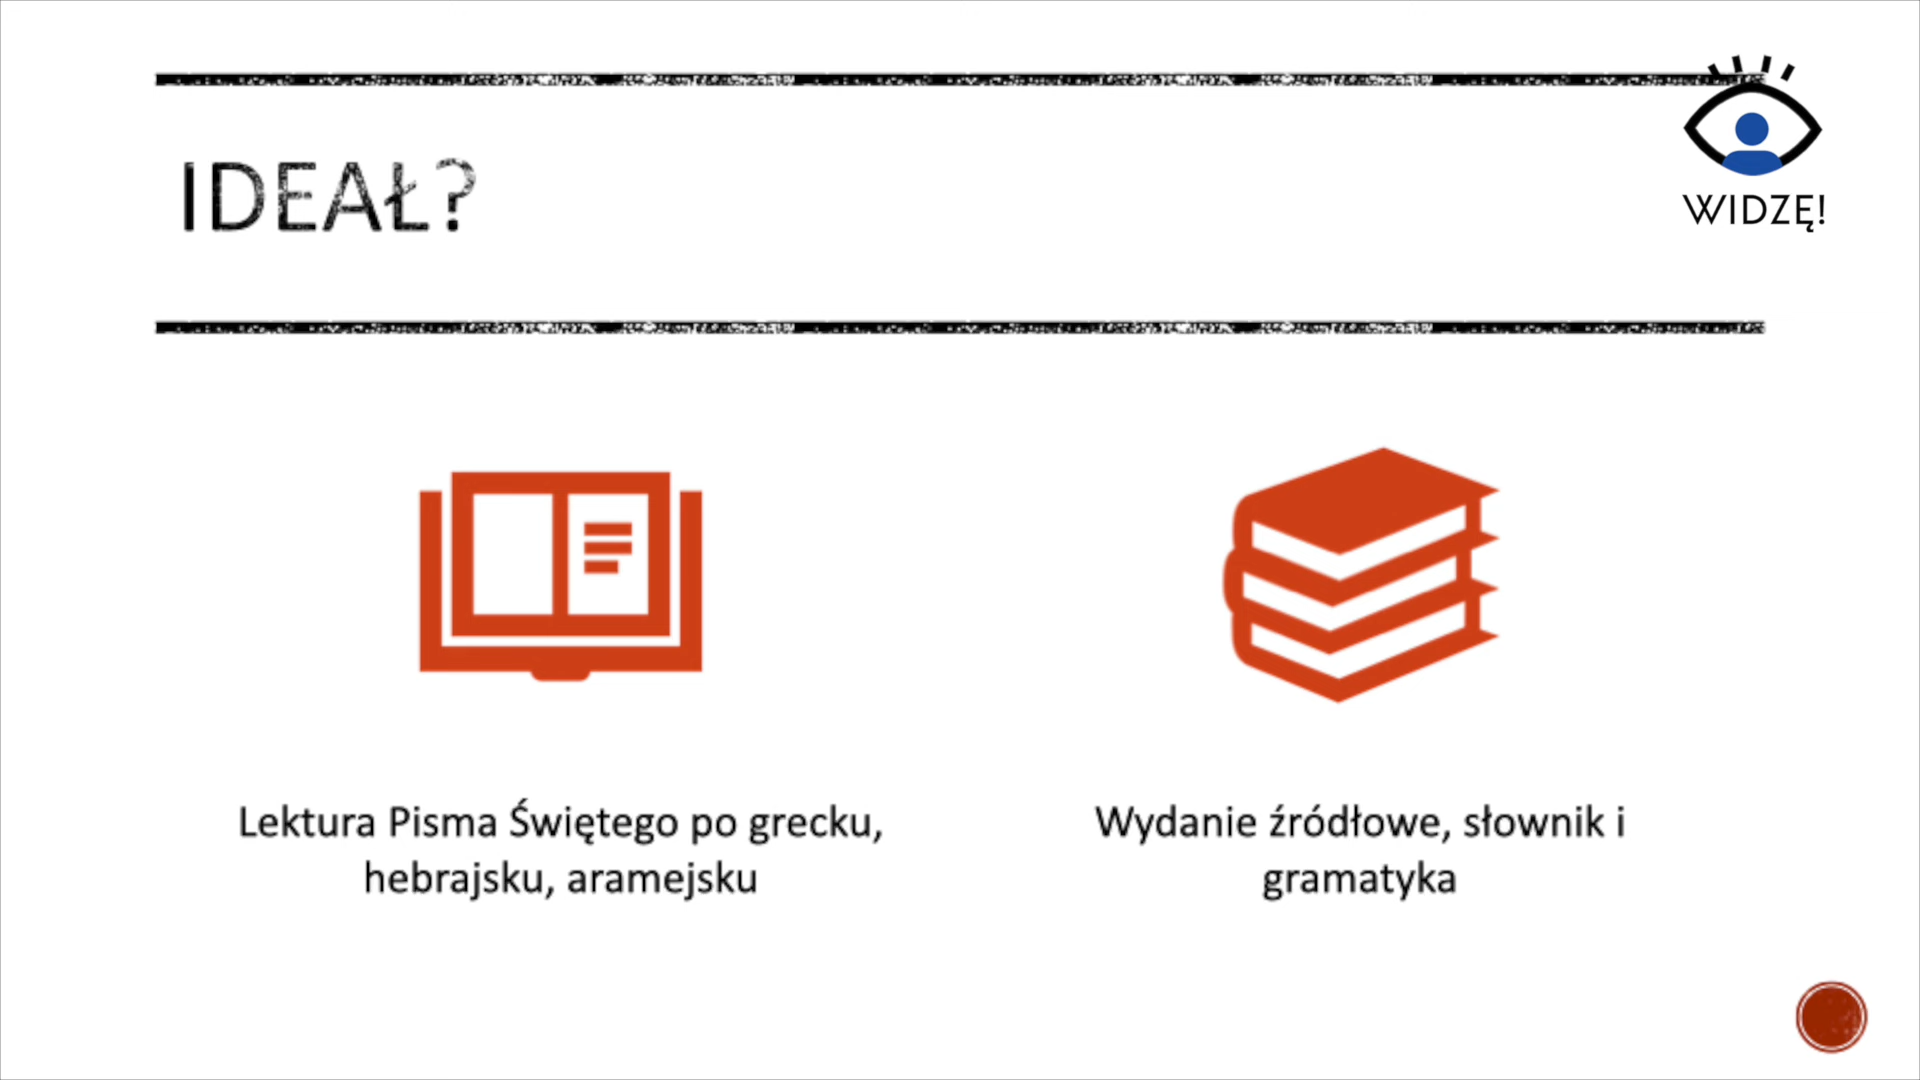 IDEAŁ?
WIDZĘ!
Lektura Pisma Świętego po grecku,
hebrajsku, aramejsku
Wydanie źródłowe, słownik i
gramatyka